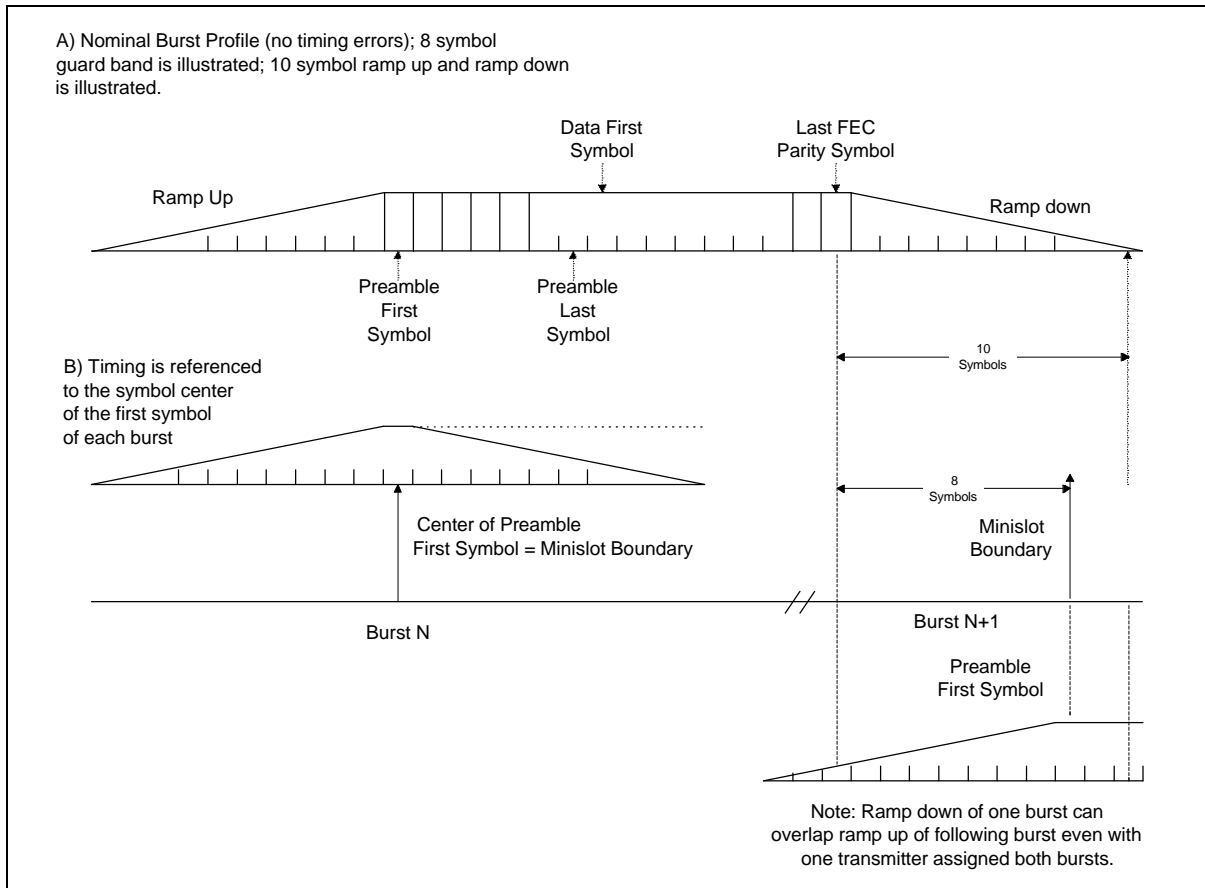 A) Nominal Burst Profile (no timing errors); 8 symbol
guard band is illustrated; 10 symbol ramp up and ramp down
is illustrated.
Data First
Symbol
Last FEC
Parity Symbol
Ramp Up
Ramp down
Preamble
First
Symbol
Preamble
Last
Symbol
10
Symbols
B) Timing is referenced
to the symbol center
of the first symbol
of each burst
8
Symbols
Center of Preamble
First Symbol = Minislot Boundary
Minislot
Boundary
Burst N
Burst N+1
Preamble
First Symbol
Note: Ramp down of one burst can
overlap ramp up of following burst even with
one transmitter assigned both bursts.